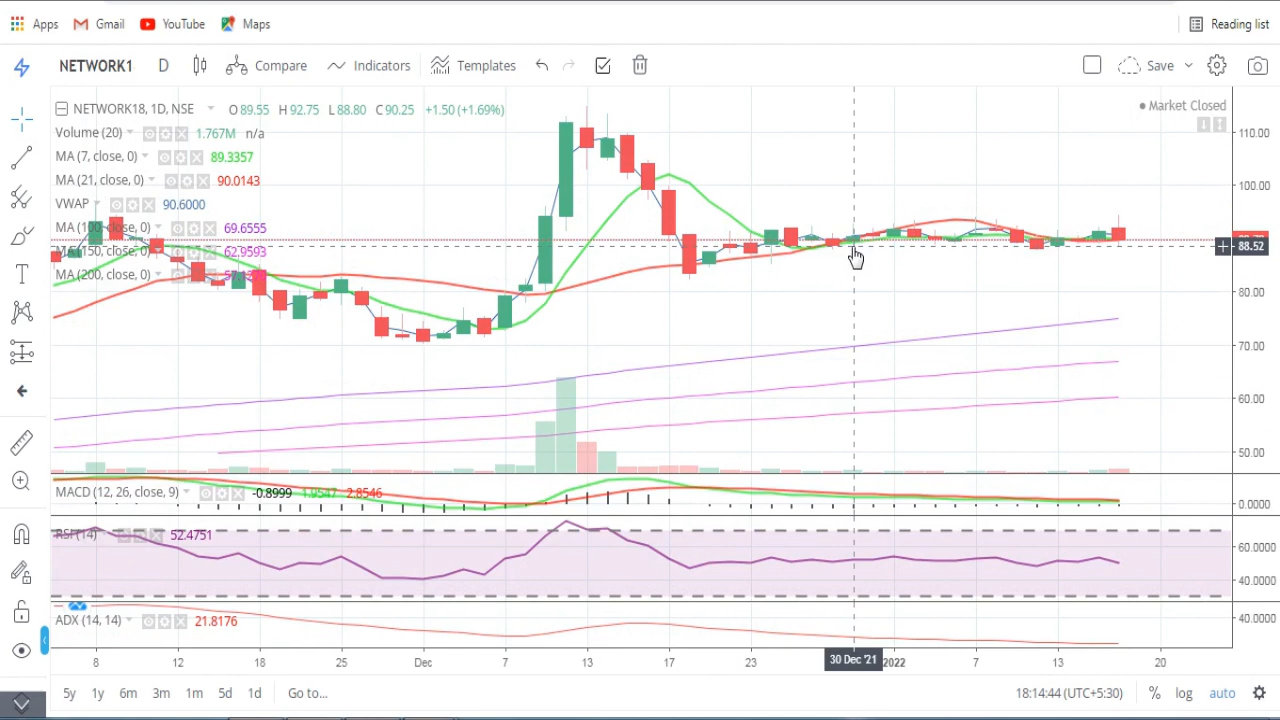 Apps Gmail YouTube Maps Reading list
NETWORK1 D Compare Indicators Templates Save
NETWORK18, 1D, NSE O 89.55 H 92.75 L 88.80 C 90.25 +1.50 (+1.69%)
Market Closed
Volume (20) 1.767M n/a
MA (7, close, 0) 89.3357
MA (21, close, 0) 90.0143
VWAP 90.6000
MA (100, close, 0) 69.6555
MA (150, close, 0) 62.9593
MA (200, close, 0)
110.00
100.00
88.52
80.00
70.00
60.00
50.00
MACD (12, 26, close, 9) -0.8999 1.9547 2.8546
0.0000
RSI (14) 52.4751
60.0000
40.0000
ADX (14, 14) 21.8176
40.0000
8 12 18 25 Dec 7 13 17 23 30 Dec '21 2022 7 13 20
5y 1y 6m 3m 1m 5d 1d Go to... 18:14:44 (UTC+5:30) % log auto